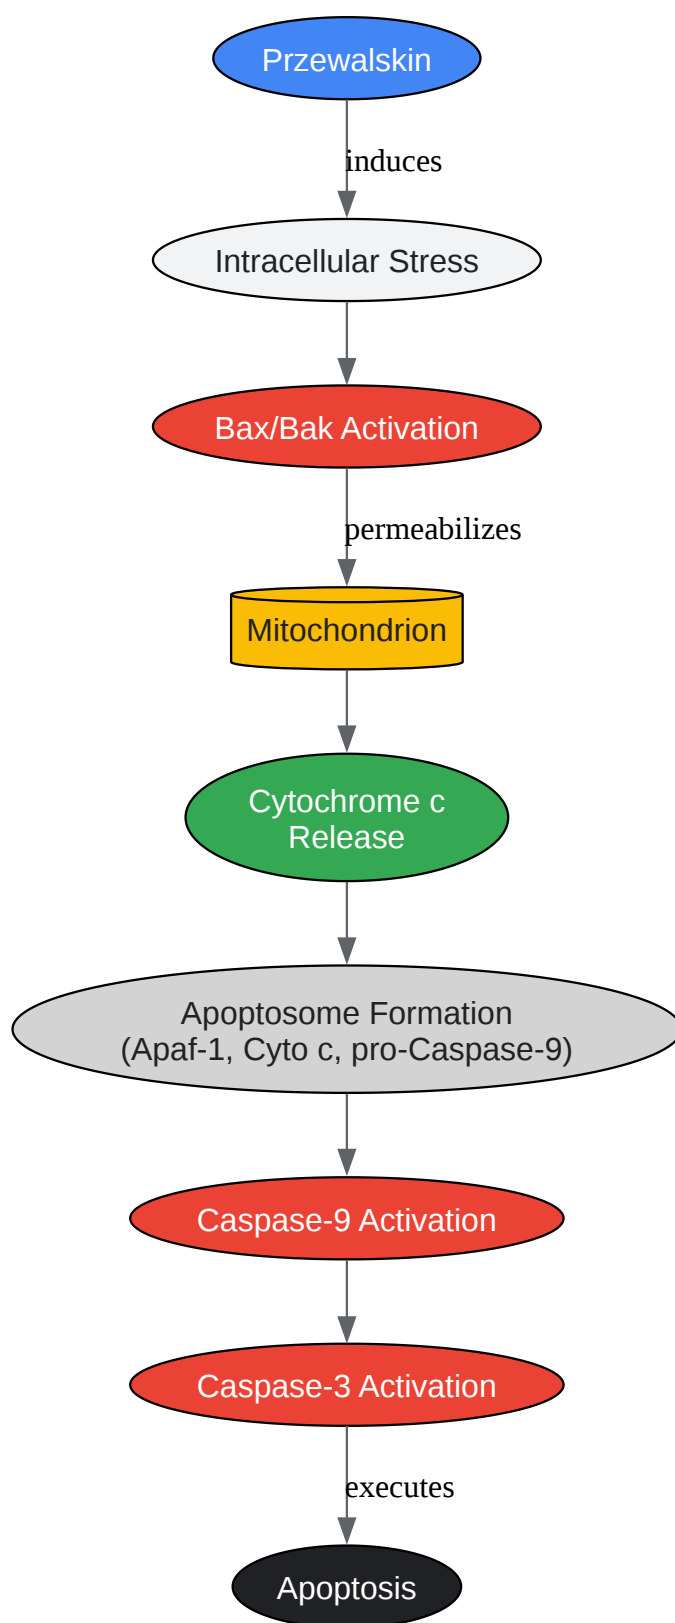 Przewalskin
induces
Intracellular Stress
Bax/Bak Activation
permeabilizes
Mitochondrion
Cytochrome c
Release
Apoptosome Formation
(Apaf-1, Cyto c, pro-Caspase-9)
Caspase-9 Activation
Caspase-3 Activation
executes
Apoptosis